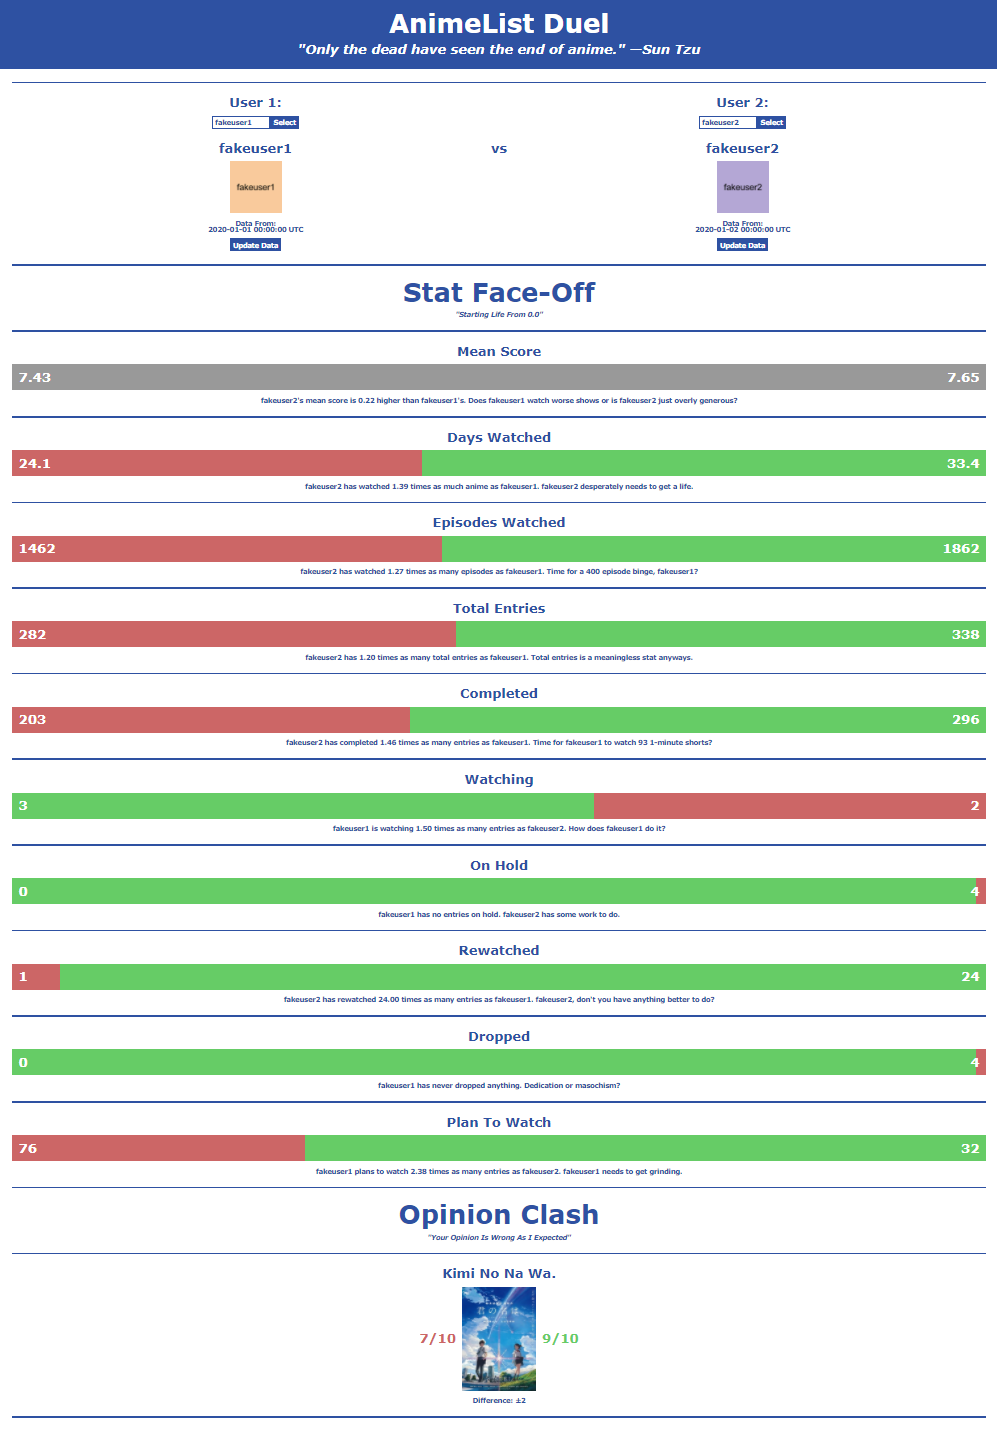 AnimeList Duel
"Only the dead have seen the end of anime." —Sun Tzu
User 1:
User 2:
fakeuser1 Select
fakeuser2 Select
fakeuser1
vs
fakeuser2
fakeuser1
fakeuser2
Data From:
2020-01-01 00:00:00 UTC
Data From:
2020-01-02 00:00:00 UTC
Update Data
Update Data
Stat Face-Off
"Starting Life From 0.0"
Mean Score
7.43
7.65
fakeuser2's mean score is 0.22 higher than fakeuser1's. Does fakeuser1 watch worse shows or is fakeuser2 just overly generous?
Days Watched
24.1
33.4
fakeuser2 has watched 1.39 times as much anime as fakeuser1. fakeuser2 desperately needs to get a life.
Episodes Watched
1462
1862
fakeuser2 has watched 1.27 times as many episodes as fakeuser1. Time for a 400 episode binge, fakeuser1?
Total Entries
282
338
fakeuser2 has 1.20 times as many total entries as fakeuser1. Total entries is a meaningless stat anyways.
Completed
203
296
fakeuser2 has completed 1.46 times as many entries as fakeuser1. Time for fakeuser1 to watch 93 1-minute shorts?
Watching
3
2
fakeuser1 is watching 1.50 times as many entries as fakeuser2. How does fakeuser1 do it?
On Hold
0
4
fakeuser1 has no entries on hold. fakeuser2 has some work to do.
Rewatched
1
24
fakeuser2 has rewatched 24.00 times as many entries as fakeuser1. fakeuser2, don't you have anything better to do?
Dropped
0
4
fakeuser1 has never dropped anything. Dedication or masochism?
Plan To Watch
76
32
fakeuser1 plans to watch 2.38 times as many entries as fakeuser2. fakeuser1 needs to get grinding.
Opinion Clash
"Your Opinion Is Wrong As I Expected"
Kimi No Na Wa.
君の名は
7/10
9/10
Difference: ±2